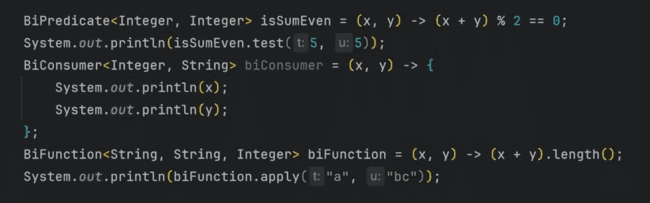 BiPredicate<Integer, Integer> isSumEven = (x, y) -> (x + y) % 2 == 0;
System.out.println(isSumEven.test( t: 5, u: 5));
BiConsumer<Integer, String> biConsumer = (x, y) -> {
    System.out.println(x);
    System.out.println(y);
};
BiFunction<String, String, Integer> biFunction = (x, y) -> (x + y).length();
System.out.println(biFunction.apply( t: "a", u: "bc"));